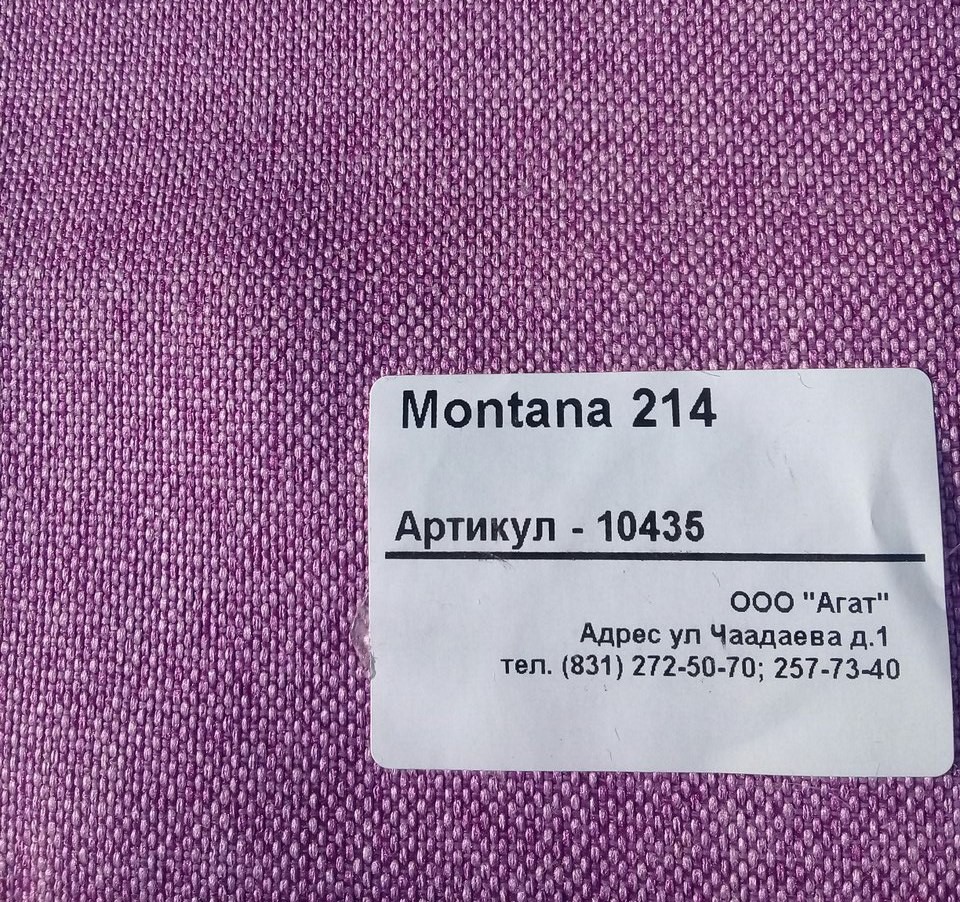 Montana 214
Артикул - 10435
ООО "Агат"
Адрес ул Чаадаева д.1
тел. (831) 272-50-70; 257-73-40